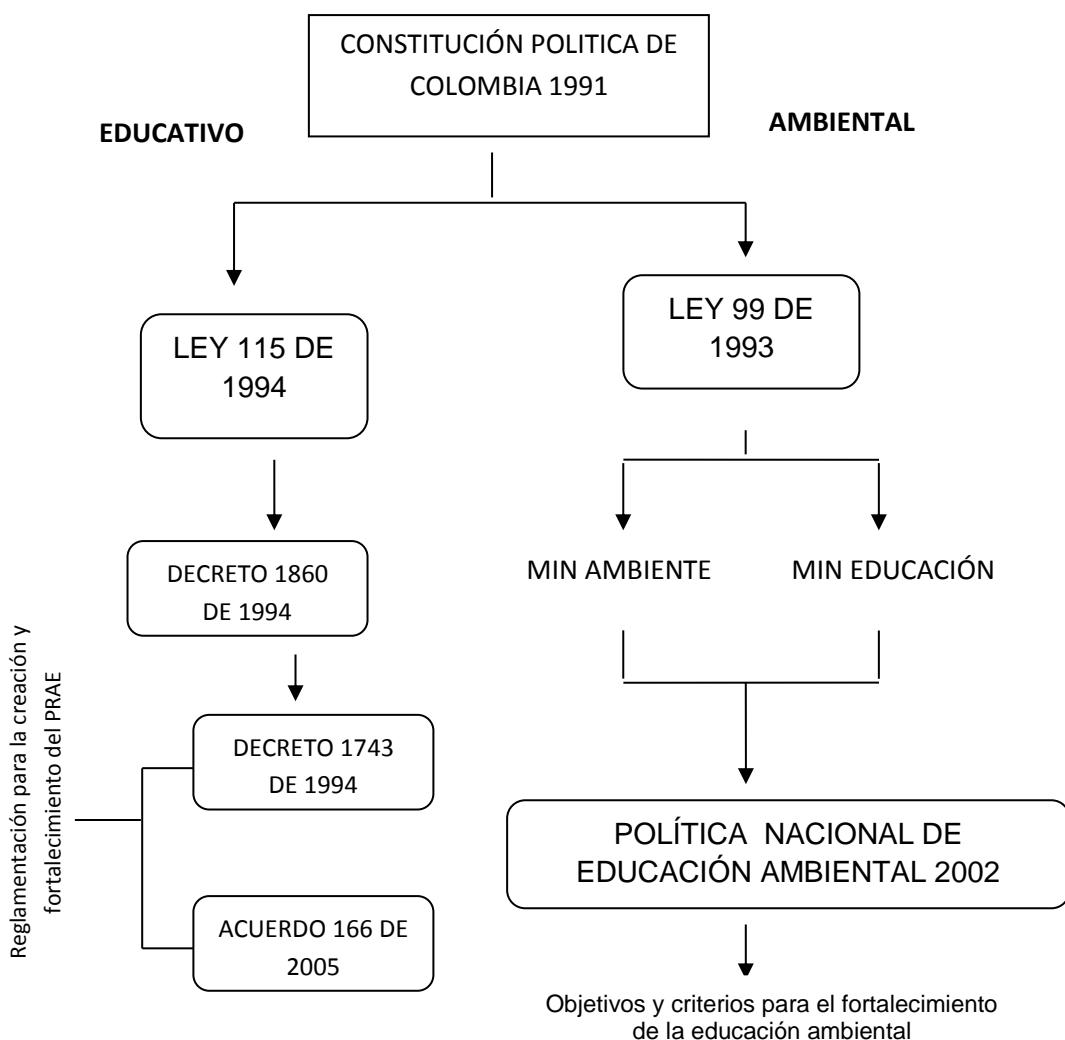 CONSTITUCIÓN POLITICA DE
COLOMBIA 1991
EDUCATIVO
AMBIENTAL
LEY 115 DE
1994
LEY 99 DE
1993
DECRETO 1860
DE 1994
MIN AMBIENTE
MIN EDUCACIÓN
Reglamentación para la creación y
fortalecimiento del PRAE
DECRETO 1743
DE 1994
ACUERDO 166 DE
2005
POLÍTICA NACIONAL DE
EDUCACIÓN AMBIENTAL 2002
Objetivos y criterios para el fortalecimiento
de la educación ambiental